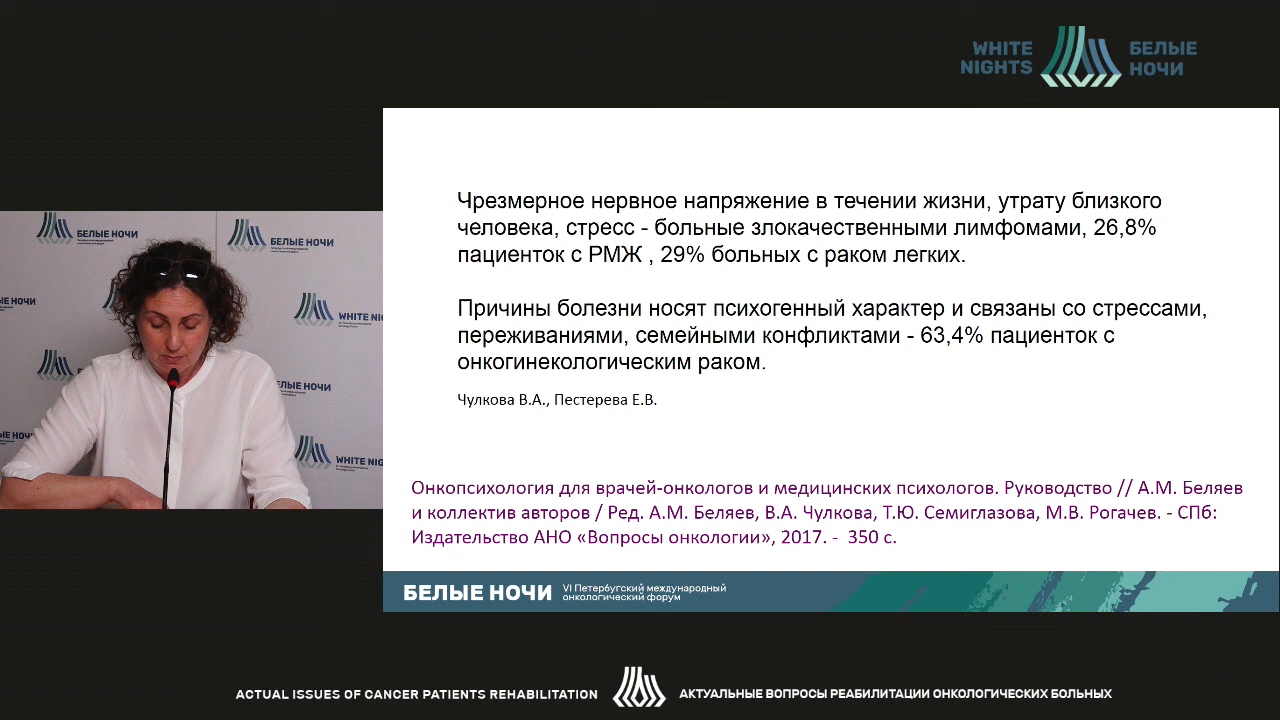 WHITE
NIGHTS
БЕЛЫЕ
НОЧИ
Чрезмерное нервное напряжение в течении жизни, утрату близкого
человека, стресс - больные злокачественными лимфомами, 26,8%
пациенток с РМЖ , 29% больных с раком легких.
Причины болезни носят психогенный характер и связаны со стрессами,
переживаниями, семейными конфликтами - 63,4% пациенток с
онкогинекологическим раком.
Чулкова В.А., Пестерева Е.В.
Онкопсихология для врачей-онкологов и медицинских психологов. Руководство // А.М. Беляев
и коллектив авторов / Ред. А.М. Беляев, В.А. Чулкова, Т.Ю. Семиглазова, М.В. Рогачев. - СПб:
Издательство АНО «Вопросы онкологии», 2017. - 350 с.
БЕЛЫЕ НОЧИ
VI Петербугский международный
онкологический форум
БЕЛЫЕ НОЧИ
БЕЛЫЕ НОЧИ
WHITE NI
WHITE NIG
ACTUAL ISSUES OF CANCER PATIENTS REHABILITATION
АКТУАЛЬНЫЕ ВОПРОСЫ РЕАБИЛИТАЦИИ ОНКОЛОГИЧЕСКИХ БОЛЬНЫХ